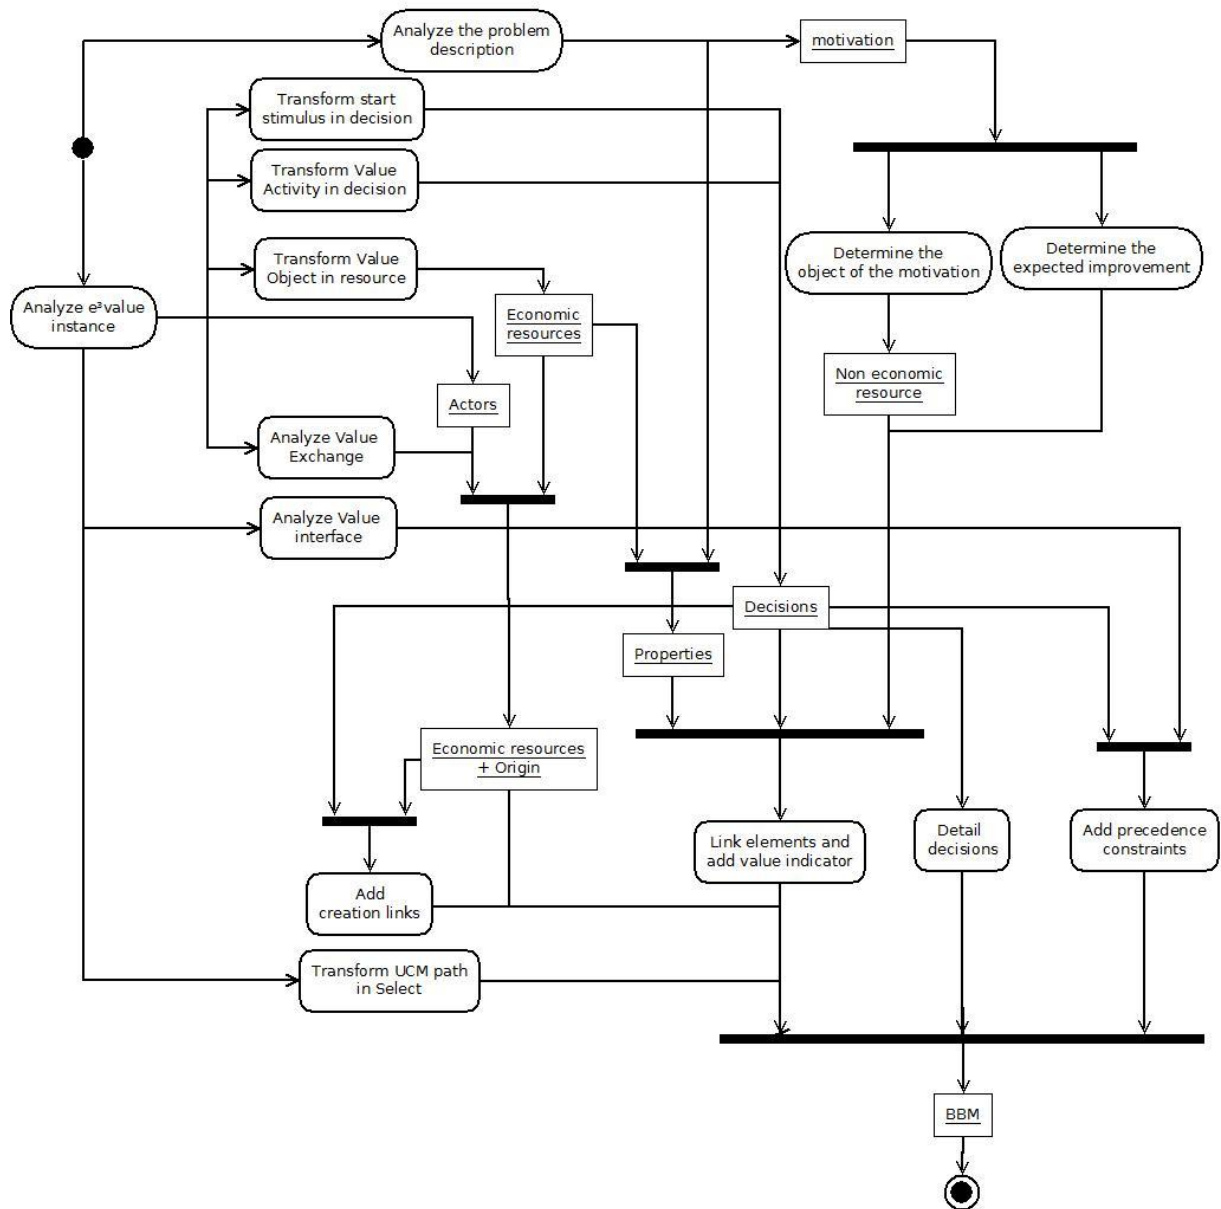 Analyze the problem
description
motivation
Transform start
stimulus in decision
Transform Value
Activity in decision
Transform Value
Object in resource
Determine the
object of the motivation
Determine the
expected improvement
Analyze e³value
instance
Economic
resources
Non economic
resource
Actors
Analyze Value
Exchange
Analyze Value
interface
Decisions
Properties
Economic resources
+ Origin
Link elements and
add value indicator
Detail
decisions
Add precedence
constraints
Add
creation links
Transform UCM path
in Select
BBM